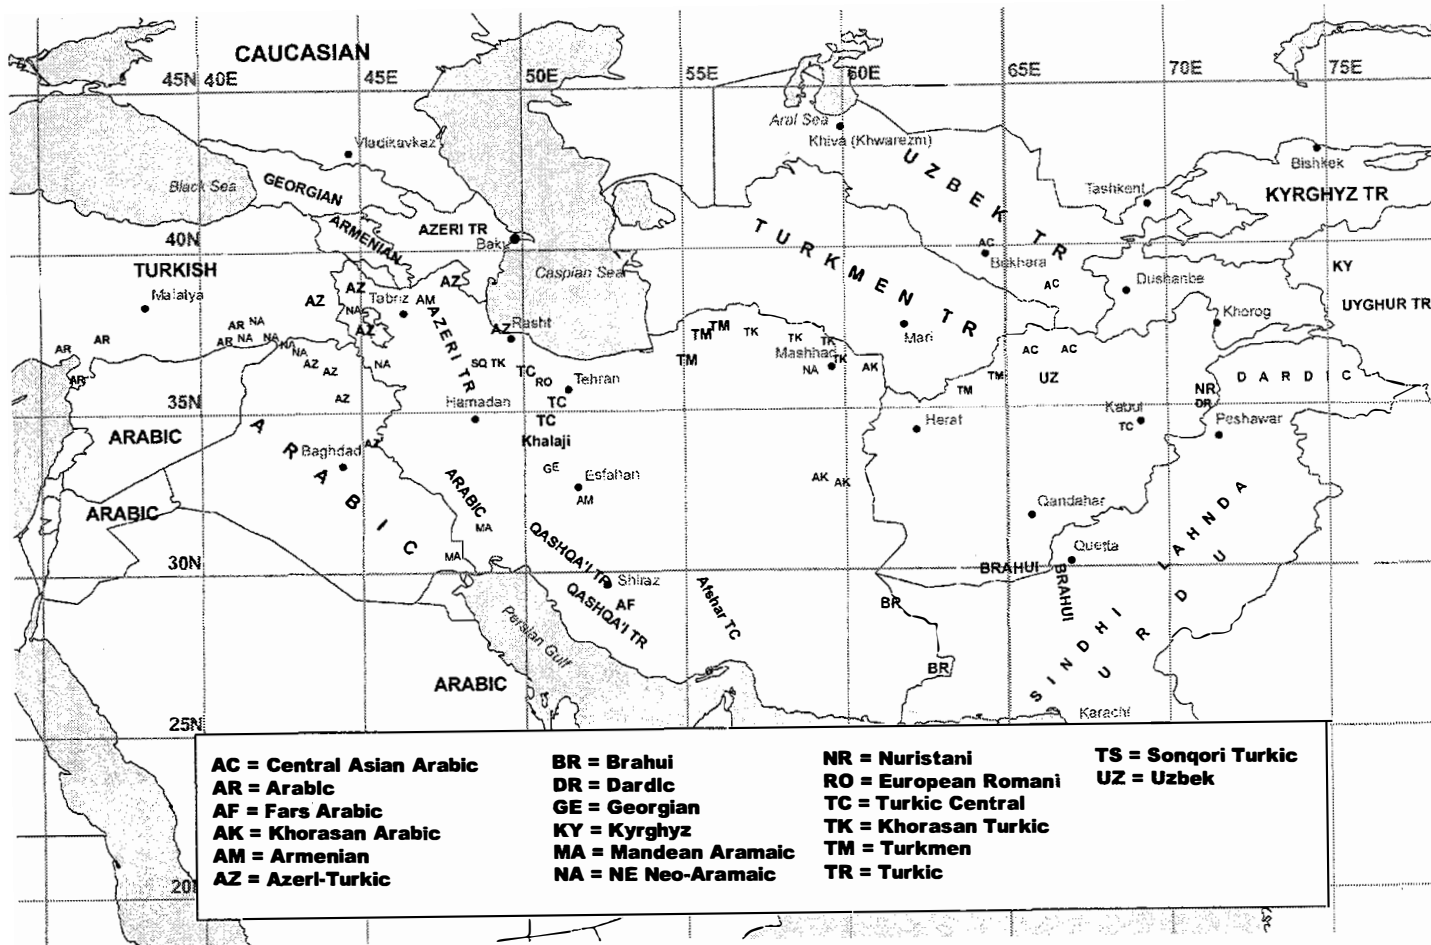 CAUCASIAN
45N 40E
45E
50E
55E
60E
65E
70E
75E
Aral Sea
Khiva (Khwarezm)
Vladikavkaz
Bishkek
Black Sea
GEORGIAN
UZBEK TR
Tashkent
KYRGHYZ TR
ARMENIAN
AZERI TR
Baku
40N
TURKMEN TR
AC
Bukhara
TURKISH
Caspian Sea
KY
Malatya
AZ
AZ
Tabriz
AM
AZ
AC
Dushanbe
UYGHUR TR
NA
AZ
AZERI TR
AZ
Rasht
TM
TM
TK
TK
TK
Mari
Khorog
AR
AR
AR
NA
AR
NA
NA
NA
NA
AZ
AZ
NA
SQ TK
TC
RO
Tehran
TM
Mashhad
TK
NA
AK
AC
AC
UZ
TM
TM
DARDIC
AR
AZ
TC
NR
DR
35N
Hamadan
TC
Khalaji
Herat
Kabul
TC
Peshawar
ARABIC
ARABIC
Baghdad
AZ
GE
Esfahan
AM
AK
AK
ARABIC
ARABIC
MA
MA
QASHQA'I TR
Qandahar
LAHNDA
Quetta
30N
BRAHUI
BRAHUI
Shiraz
AF
QASHQA'I TR
Afshar TC
BR
BR
SINDHI
URDU
Persian Gulf
ARABIC
Karachi
25N
20N
AC = Central Asian Arabic
AR = Arabic
AF = Fars Arabic
AK = Khorasan Arabic
AM = Armenian
AZ = Azeri-Turkic
BR = Brahui
DR = Dardic
GE = Georgian
KY = Kyrghyz
MA = Mandean Aramaic
NA = NE Neo-Aramaic
NR = Nuristani
RO = European Romani
TC = Turkic Central
TK = Khorasan Turkic
TM = Turkmen
TR = Turkic
TS = Sonqori Turkic
UZ = Uzbek